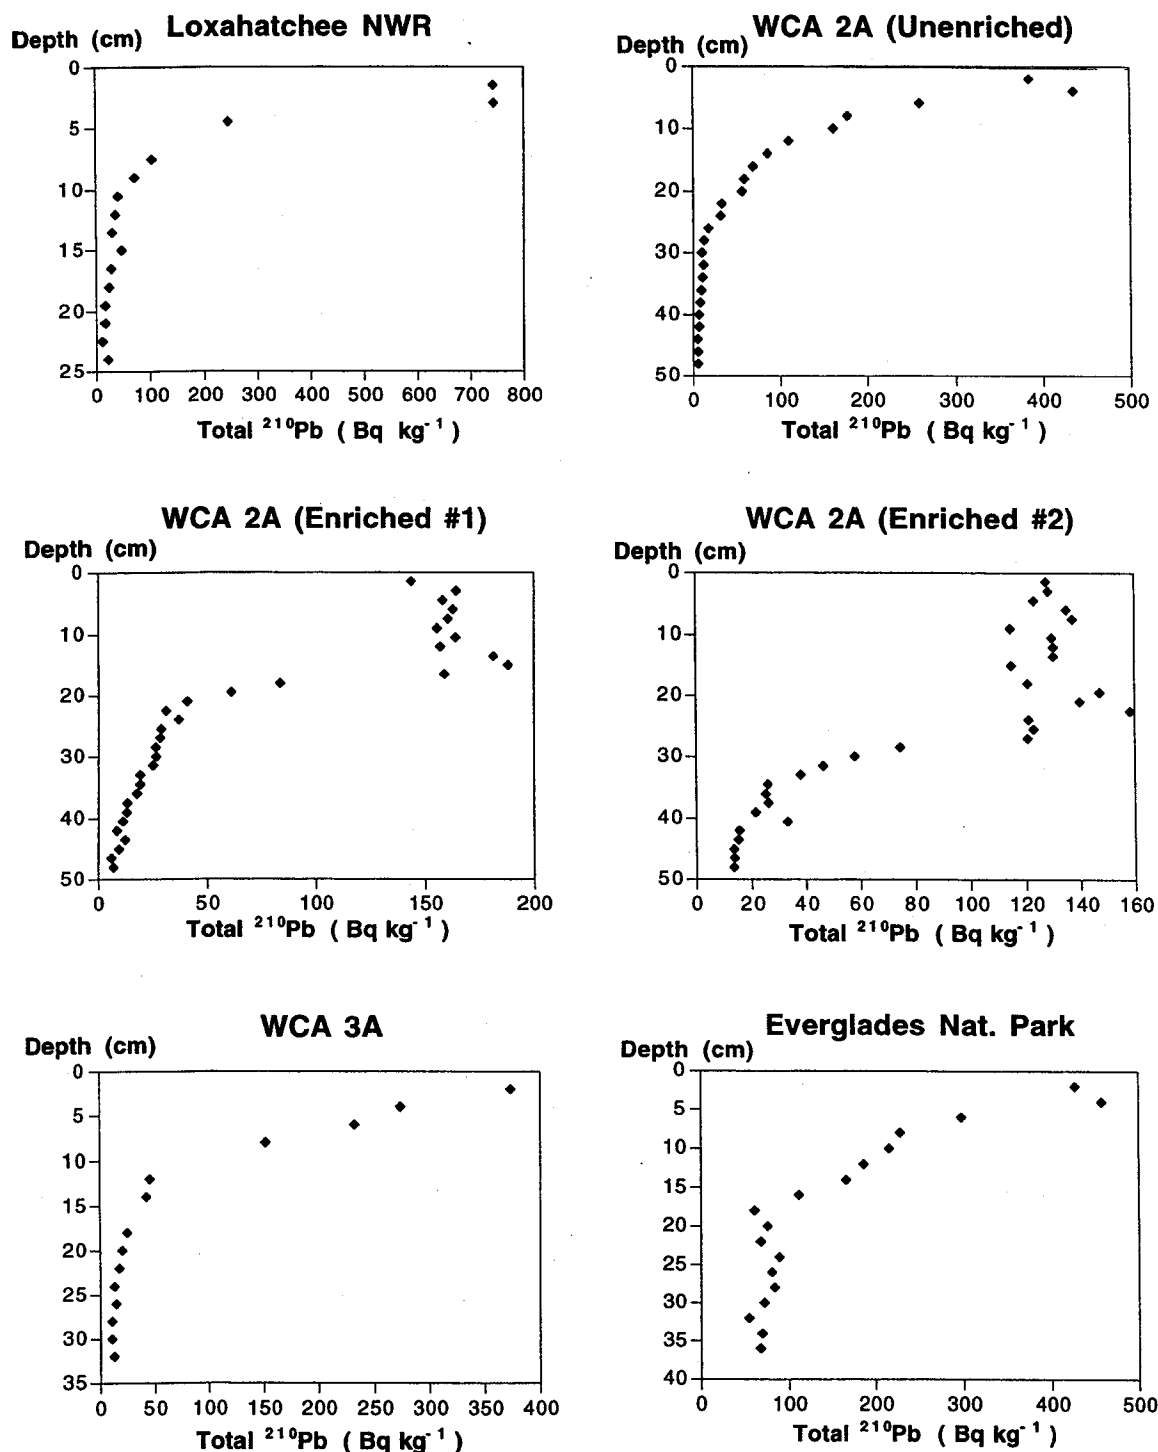 Loxahatchee NWR
Depth (cm)
0
5
10
15
20
25
0 100 200 300 400 500 600 700 800
Total ²¹⁰Pb ( Bq kg⁻¹ )
WCA 2A (Unenriched)
Depth (cm)
0
10
20
30
40
50
0 100 200 300 400 500
Total ²¹⁰Pb ( Bq kg⁻¹ )
WCA 2A (Enriched #1)
Depth (cm)
0
10
20
30
40
50
0 50 100 150 200
Total ²¹⁰Pb ( Bq kg⁻¹ )
WCA 2A (Enriched #2)
Depth (cm)
0
10
20
30
40
50
0 20 40 60 80 100 120 140 160
Total ²¹⁰Pb ( Bq kg⁻¹ )
WCA 3A
Depth (cm)
0
5
10
15
20
25
30
35
0 50 100 150 200 250 300 350 400
Total ²¹⁰Pb ( Bq kg⁻¹ )
Everglades Nat. Park
Depth (cm)
0
5
10
15
20
25
30
35
40
0 100 200 300 400 500
Total ²¹⁰Pb ( Bq kg⁻¹ )